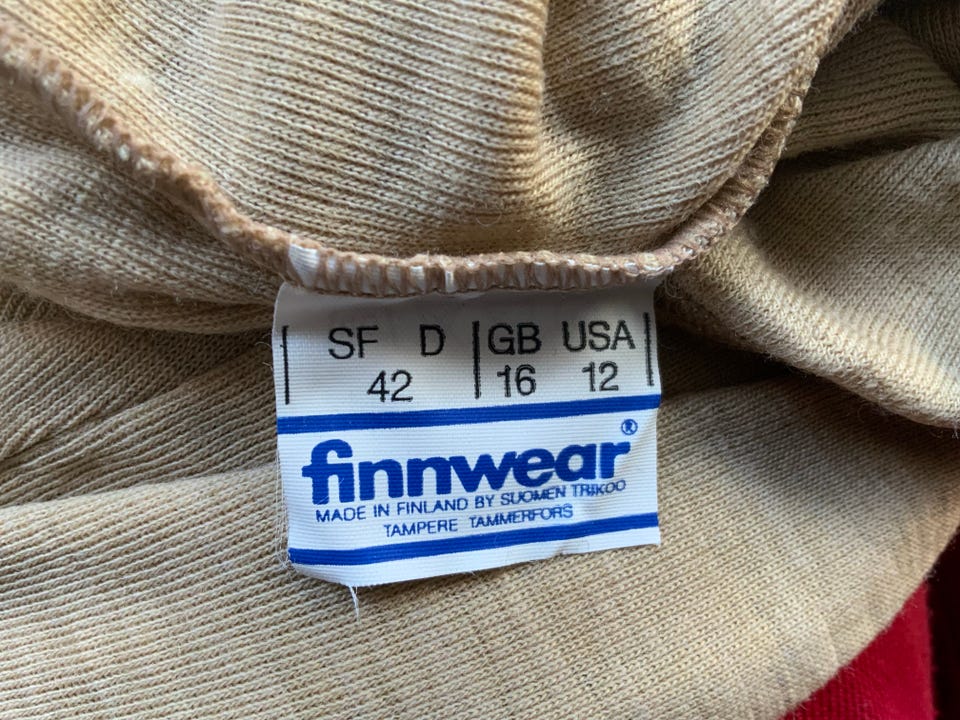 SF D GB USA
42 16 12
finnwear®
MADE IN FINLAND BY SUOMEN TRIKOO
TAMPERE TAMMERFORS